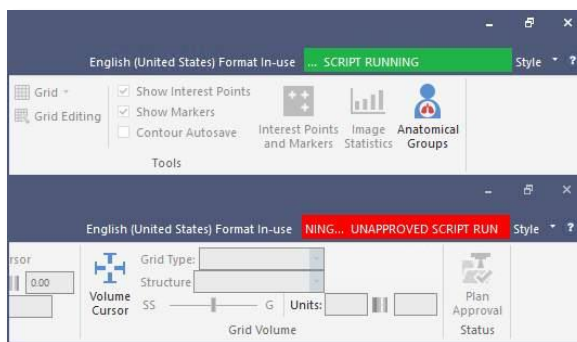 English (United States) Format In-use ... SCRIPT RUNNING Style ?
Grid Show Interest Points
Grid Editing Show Markers
Contour Autosave
Interest Points Image Anatomical
and Markers Statistics Groups
Tools
English (United States) Format In-use NING... UNAPPROVED SCRIPT RUN Style ?
rsor Grid Type:
0.00 Structure
Volume Plan
Cursor SS G Units: Approval
Grid Volume Status